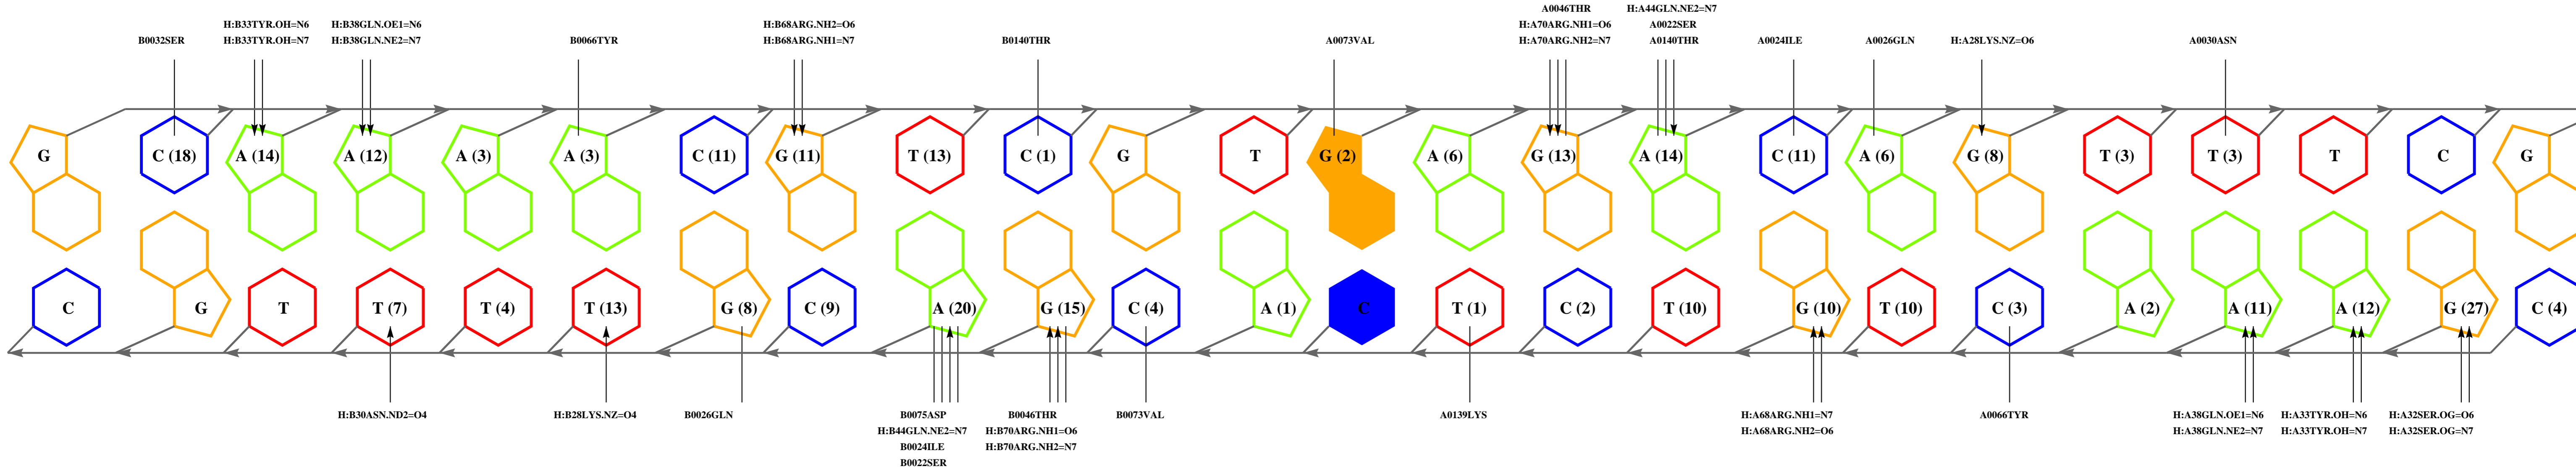 A0046THR H:A44GLN.NE2=N7
H:B33TYR.OH=N6 H:B38GLN.OE1=N6 H:B68ARG.NH2=O6 H:A70ARG.NH1=O6 A0022SER
B0032SER H:B33TYR.OH=N7 H:B38GLN.NE2=N7 B0066TYR H:B68ARG.NH1=N7 B0140THR A0073VAL H:A70ARG.NH2=N7 A0140THR A0024ILE A0026GLN H:A28LYS.NZ=O6 A0030ASN
G C (18) A (14) A (12) A (3) A (3) C (11) G (11) T (13) C (1) G T G (2) A (6) G (13) A (14) C (11) A (6) G (8) T (3) T (3) T C G
C G T T (7) T (4) T (13) G (8) C (9) A (20) G (15) C (4) A (1) C T (1) C (2) T (10) G (10) T (10) C (3) A (2) A (11) A (12) G (27) C (4)
H:B30ASN.ND2=O4 H:B28LYS.NZ=O4 B0026GLN B0075ASP B0046THR B0073VAL A0139LYS H:A68ARG.NH1=N7 A0066TYR H:A38GLN.OE1=N6 H:A33TYR.OH=N6 H:A32SER.OG=O6
H:B44GLN.NE2=N7 H:B70ARG.NH1=O6 H:A68ARG.NH2=O6 H:A38GLN.NE2=N7 H:A33TYR.OH=N7 H:A32SER.OG=N7
B0024ILE H:B70ARG.NH2=N7
B0022SER